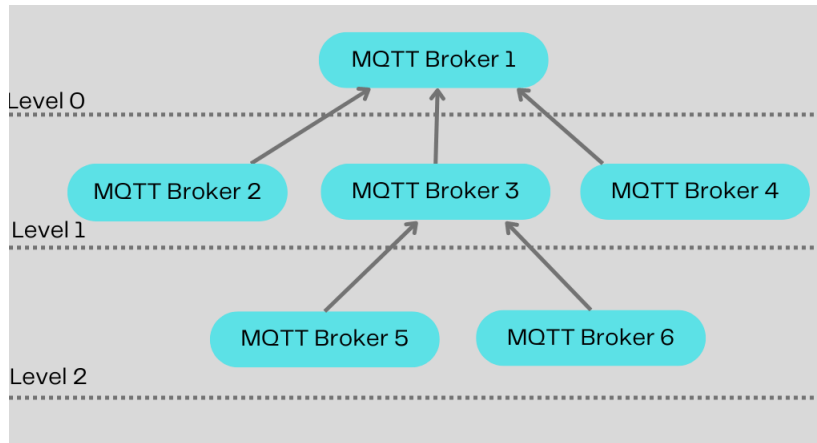 MQTT Broker 1
Level 0
MQTT Broker 2
MQTT Broker 3
MQTT Broker 4
Level 1
MQTT Broker 5
MQTT Broker 6
Level 2